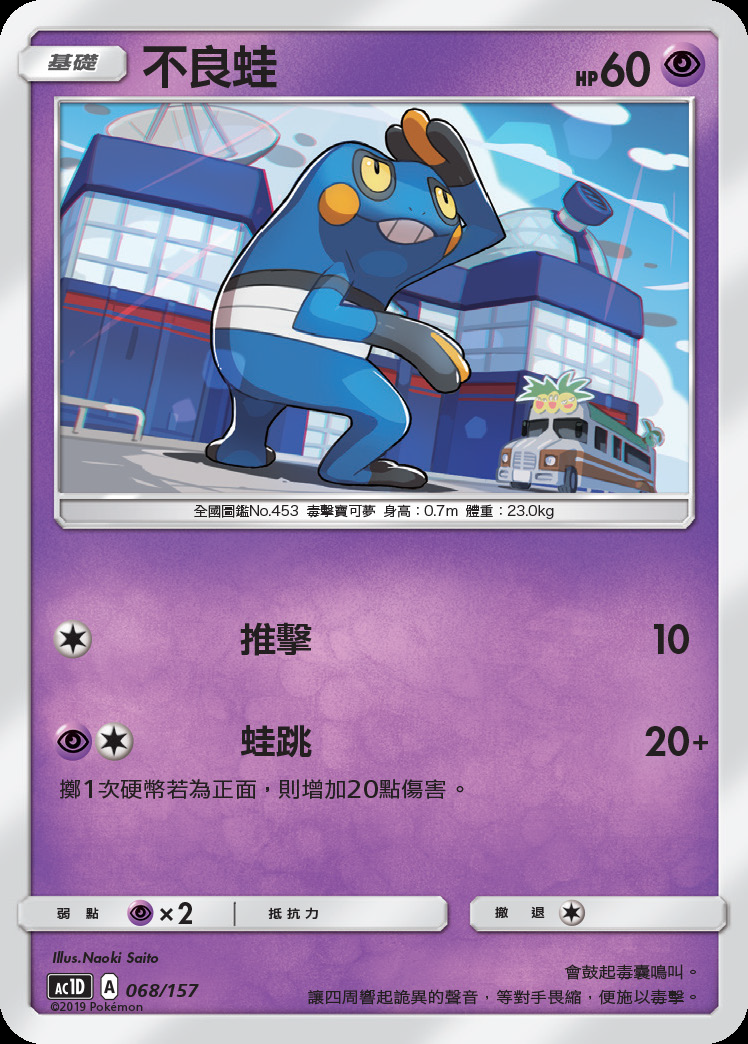 基礎 不良蛙 HP60
全國圖鑑No.453 毒擊寶可夢 身高：0.7m 體重：23.0kg
推擊 10
蛙跳 20+
擲1次硬幣若為正面，則增加20點傷害。
弱點 ×2 抵抗力 撤退
Illus.Naoki Saito
AC1D A 068/157
©2019 Pokémon
會鼓起毒囊鳴叫。
讓四周響起詭異的聲音，等對手畏縮，便施以毒擊。